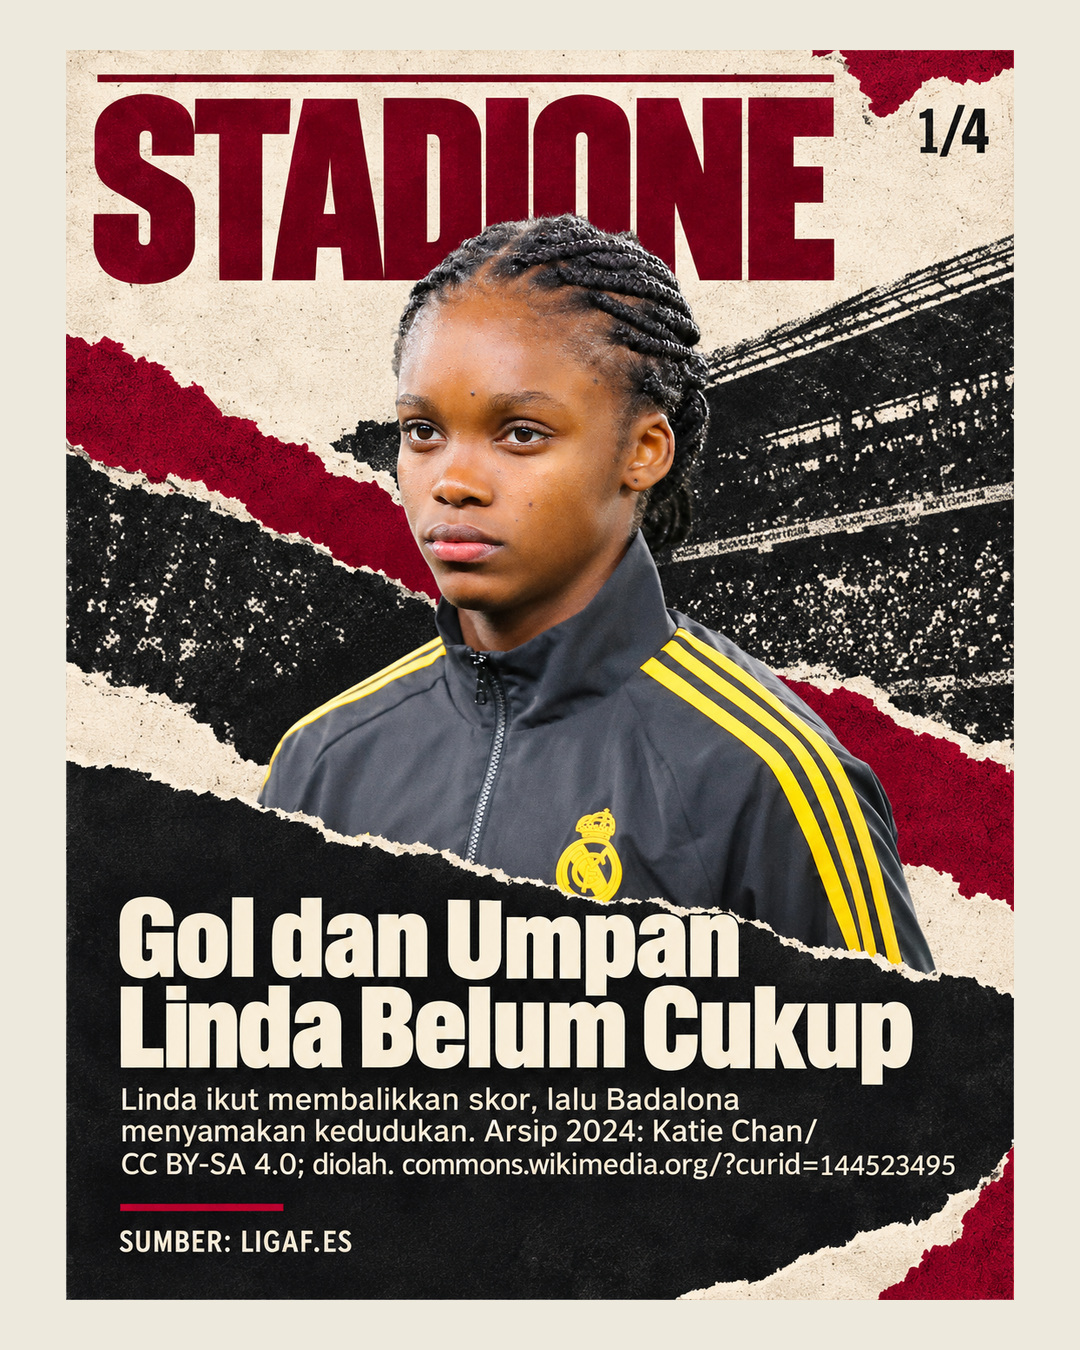 STADIONE
1/4
Gol dan Umpan
Linda Belum Cukup
Linda ikut membalikkan skor, lalu Badalona
menyamakan kedudukan. Arsip 2024: Katie Chan/
CC BY-SA 4.0; diolah. commons.wikimedia.org/?curid=144523495
SUMBER: LIGAF.ES